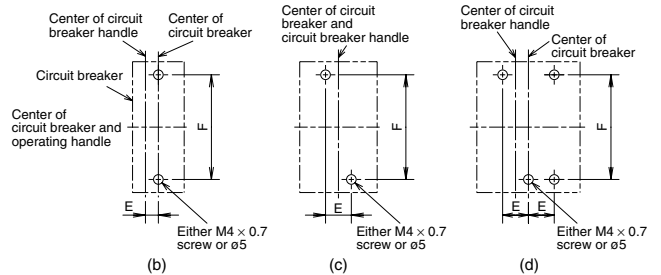 Center of circuit
breaker handle
Center of
circuit breaker
Circuit breaker
Center of
circuit breaker and
operating handle
F
E
Either M4 × 0.7
screw or ø5
(b)
Center of circuit
breaker and
circuit breaker handle
F
E
Either M4 × 0.7
screw or ø5
(c)
Center of circuit
breaker handle
Center of
circuit breaker
F
E
E
Either M4 × 0.7
screw or ø5
(d)